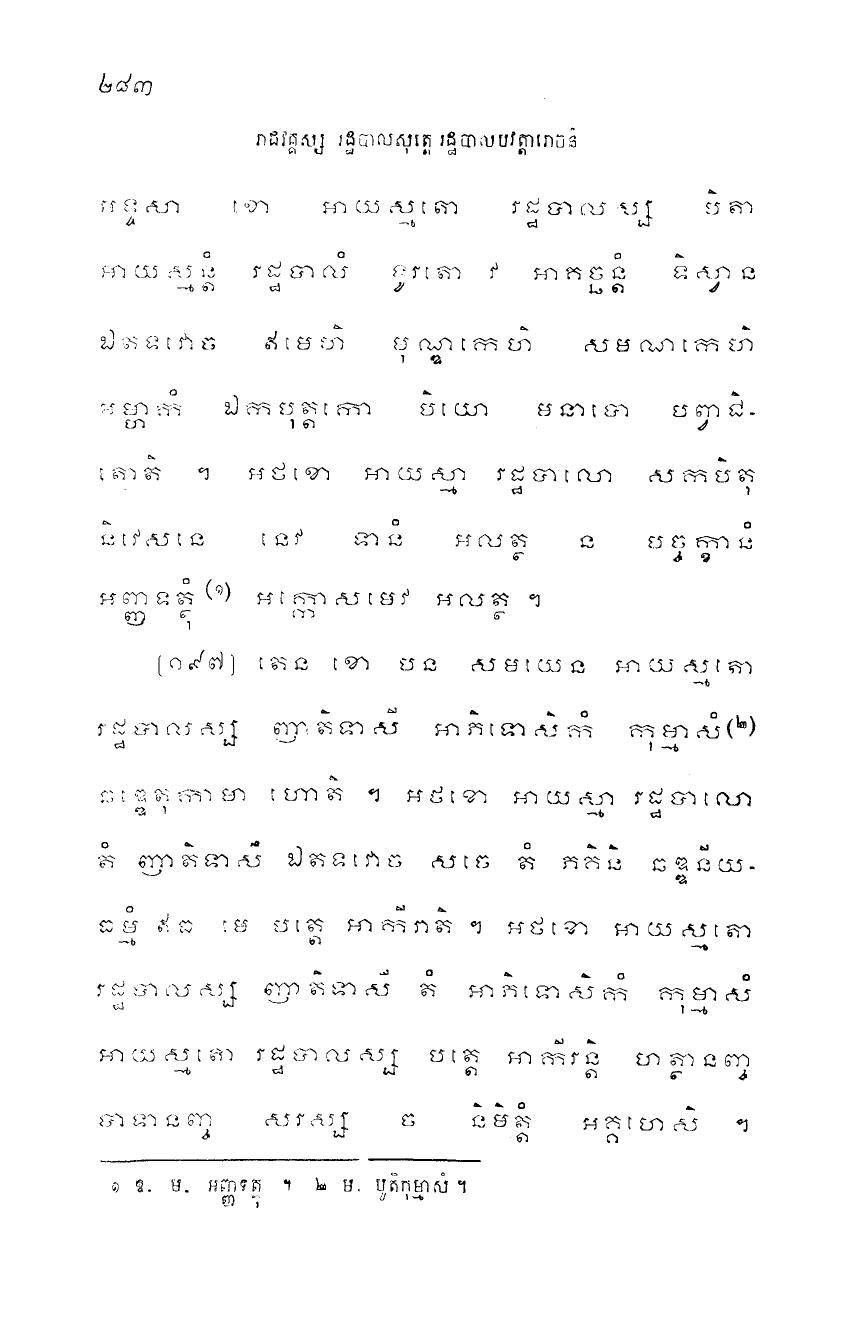 ២៨៣
រាជវគ្គស្ស រដ្ឋបាលសុត្តេ រដ្ឋបាលបវត្តារោចនំ
អទ្ទសា ខោ អាយស្មតោ រដ្ឋបាលស្ស បិតា
អាយស្មន្តំ រដ្ឋបាលំ ទូរតោ វ អាគច្ឆន្តំ ទិស្វាន
ឯតទវោច ឥមេហិ មុណ្ឌកេហិ សមណកេហិ
អម្ហាកំ ឯកបុត្តកោ បិយោ មនាបោ បព្វាជិ-
តោតិ ។ អថខោ អាយស្មា រដ្ឋបាលោ សកបិតុ
និវេសនេ នេវ ទានំ អលត្ថ ន បច្ចក្ខានំ
អញ្ញទត្ថុំ (១) អក្កោសមេវ អលត្ថ ។
[១៩៧] តេន ខោ បន សមយេន អាយស្មតោ
រដ្ឋបាលស្ស ញាតិទាសី អាភិទោសិកំ កុម្មាសំ(២)
ឆឌ្ឌេតុកាមា ហោតិ ។ អថខោ អាយស្មា រដ្ឋបាលោ
តំ ញាតិទាសឹ ឯតទវោច សចេ តំ ភគិនិ ឆឌ្ឌនីយ-
ធម្មំ ឥធ មេ បត្តេ អាកីរាតិ ។ អថខោ អាយស្មតោ
រដ្ឋបាលស្ស ញាតិទាសី តំ អាភិទោសិកំ កុម្មាសំ
អាយស្មតោ រដ្ឋបាលស្ស បត្តេ អាកីរន្តិ ហត្ថានញ្ច
បាទានញ្ច សរស្ស ច និមិត្តំ អគ្គហេសិ ។
១ ឱ. ម. អញ្ញទត្ថុ ។ ២ ម. បូតិកុម្មាសំ ។